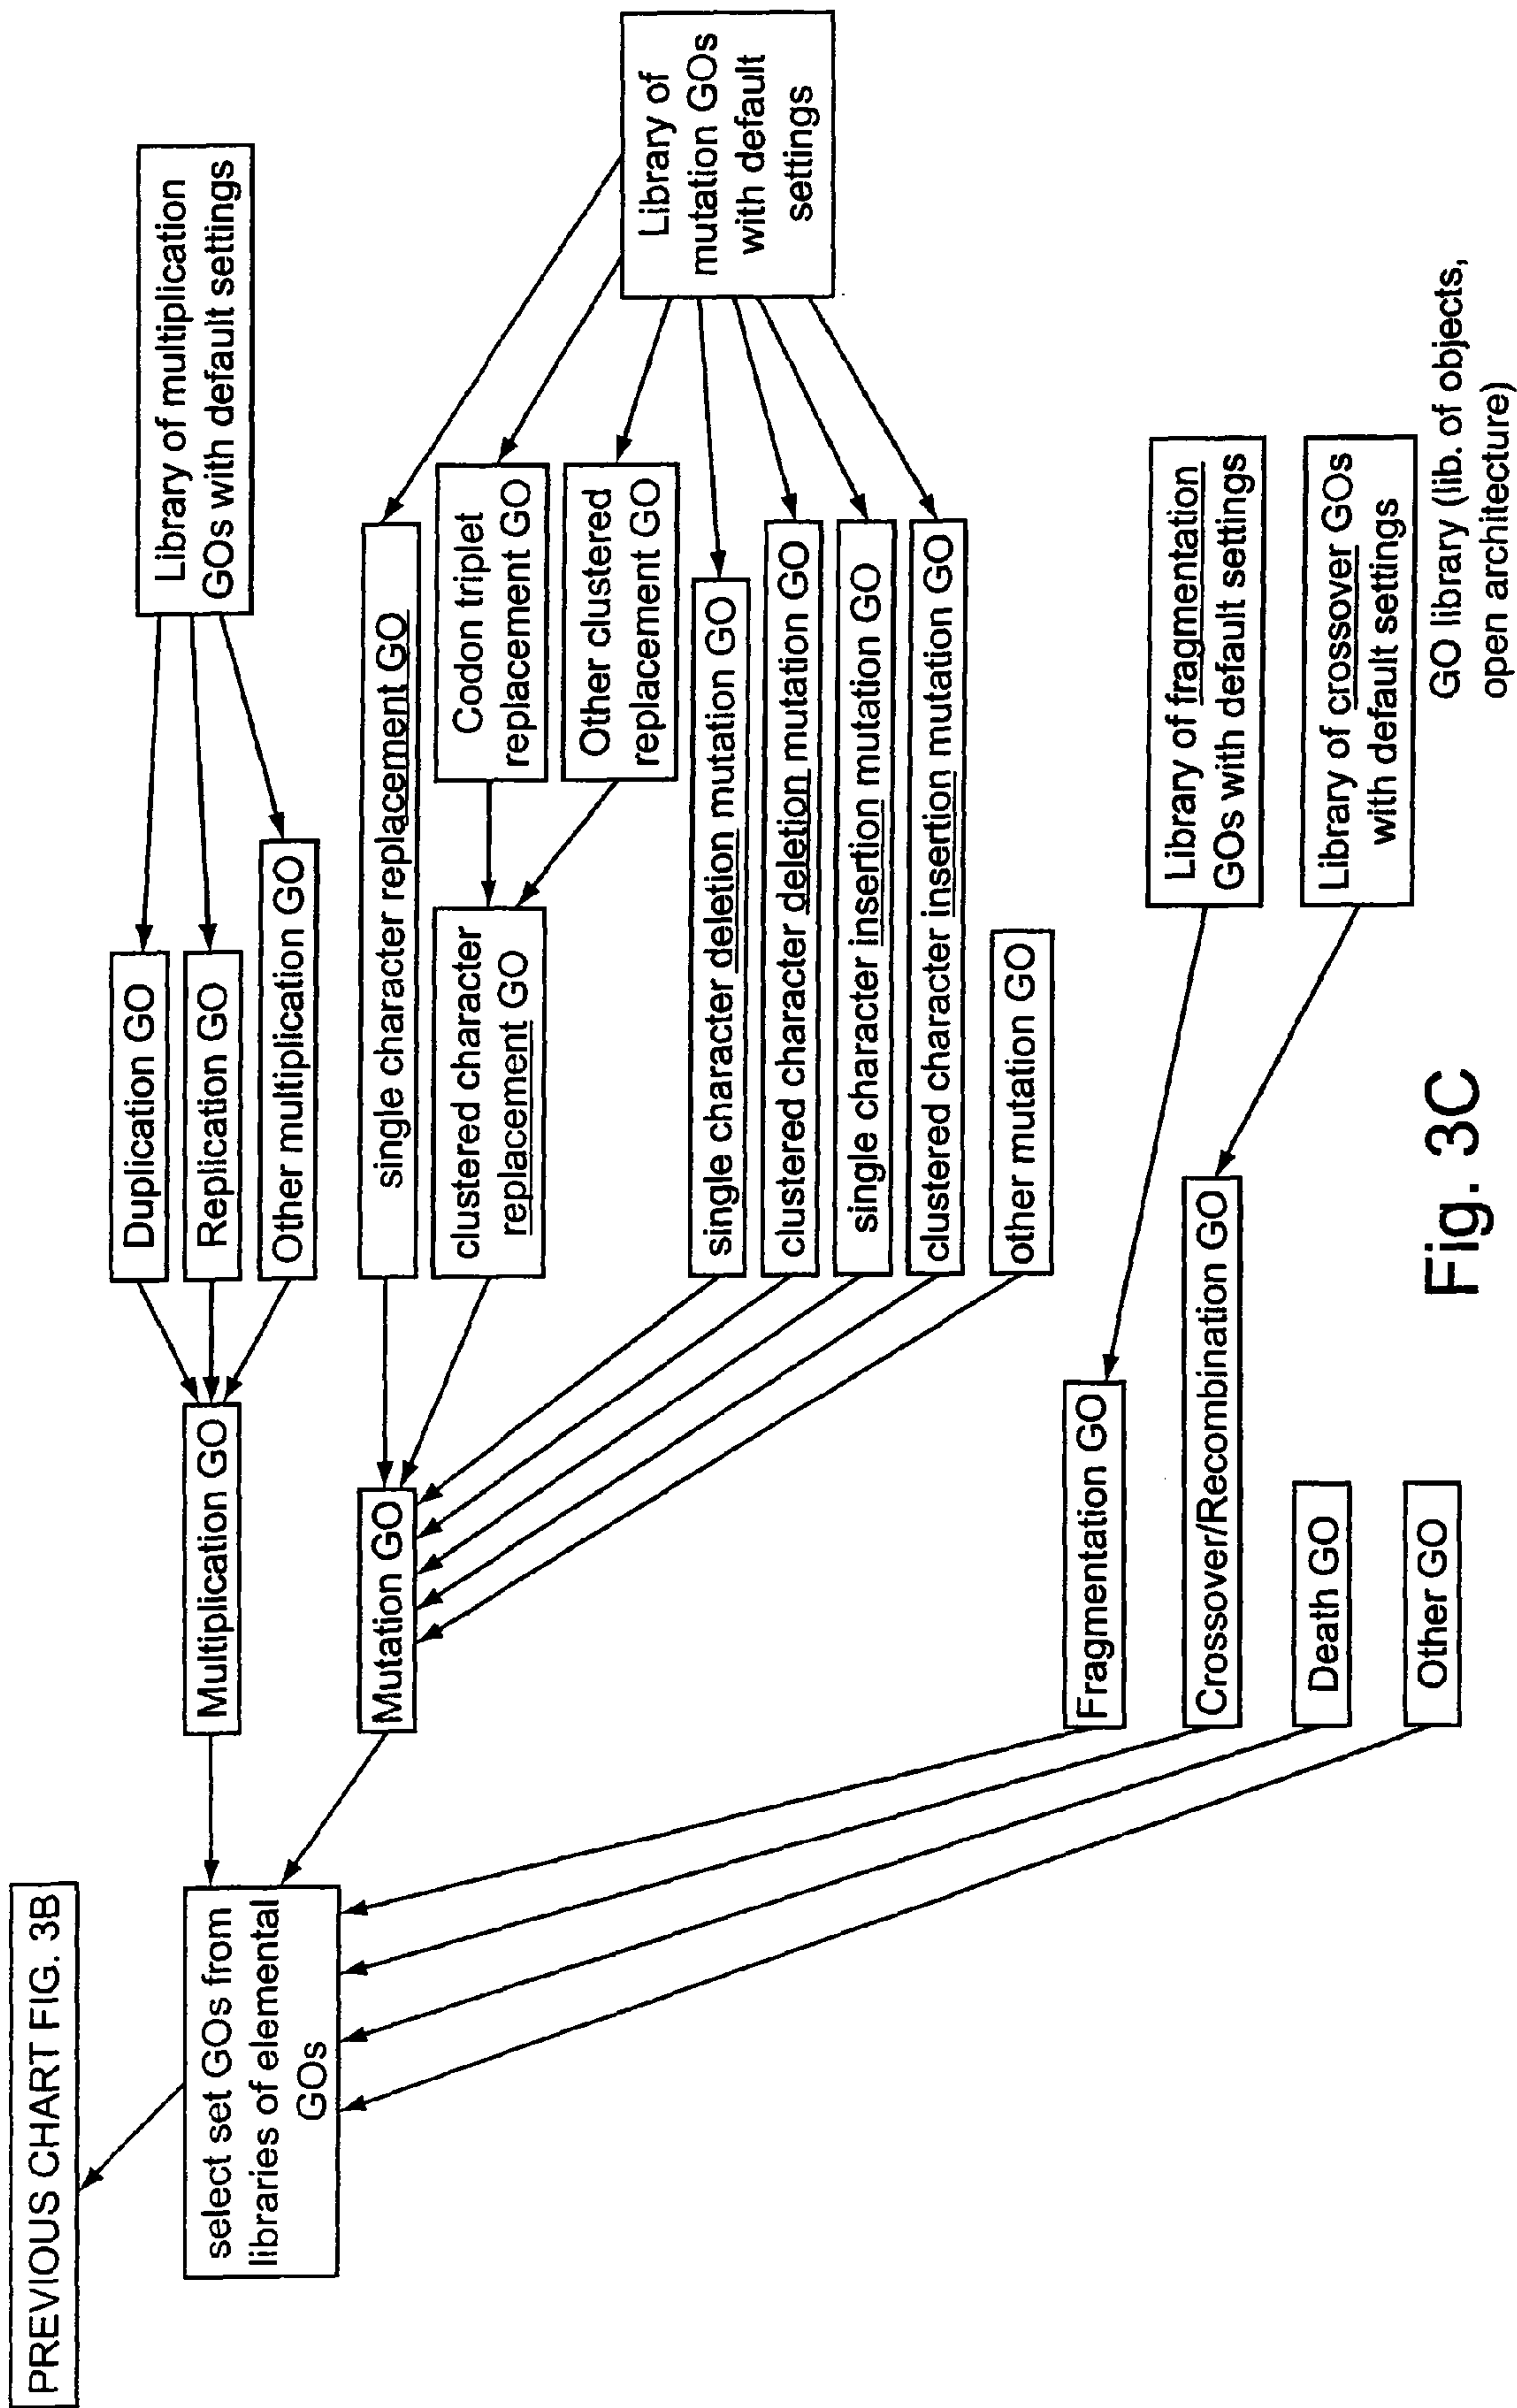 PREVIOUS CHART FIG. 3B
select set GOs from
libraries of elemental
GOs
Multiplication GO
Duplication GO
Replication GO
Other multiplication GO
Library of multiplication
GOs with default settings
Mutation GO
single character replacement GO
clustered character
replacement GO
Codon triplet
replacement GO
Other clustered
replacement GO
single character deletion mutation GO
clustered character deletion mutation GO
single character insertion mutation GO
clustered character insertion mutation GO
other mutation GO
Library of
mutation GOs
with default
settings
Fragmentation GO
Library of fragmentation
GOs with default settings
Crossover/Recombination GO
Library of crossover GOs
with default settings
Death GO
Other GO
GO library (lib. of objects,
open architecture)
Fig. 3C